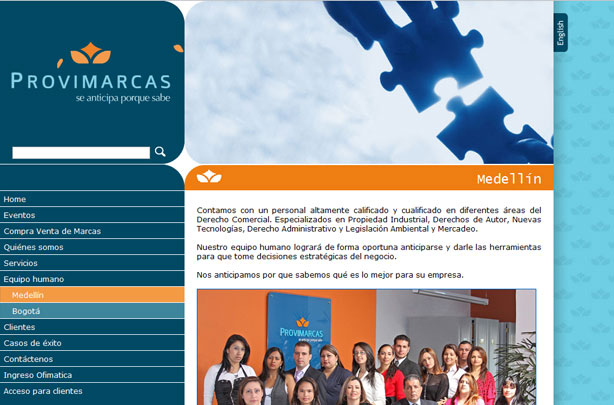 PROVIMARCAS
se anticipa porque sabe
English
Medellín
Home
Eventos
Compra Venta de Marcas
Quiénes somos
Servicios
Equipo humano
Medellín
Bogotá
Clientes
Casos de éxito
Contáctenos
Ingreso Ofimatica
Acceso para clientes
Contamos con un personal altamente calificado y cualificado en diferentes áreas del
Derecho Comercial. Especializados en Propiedad Industrial, Derechos de Autor, Nuevas
Tecnologías, Derecho Administrativo y Legislación Ambiental y Mercadeo.
Nuestro equipo humano logrará de forma oportuna anticiparse y darle las herramientas
para que tome decisiones estratégicas del negocio.
Nos anticipamos por que sabemos qué es lo mejor para su empresa.
PROVIMARCAS